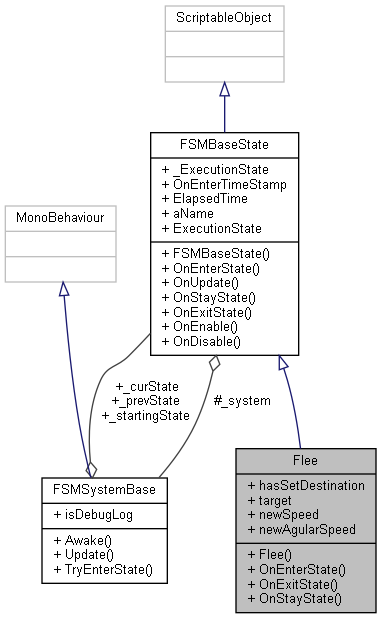 ScriptableObject
FSMBaseState
+ _ExecutionState
+ OnEnterTimeStamp
+ ElapsedTime
+ aName
+ ExecutionState
+ FSMBaseState()
+ OnEnterState()
+ OnUpdate()
+ OnStayState()
+ OnExitState()
+ OnEnable()
+ OnDisable()
MonoBehaviour
+_curState
+_prevState
+_startingState
#_system
FSMSystemBase
+ isDebugLog
+ Awake()
+ Update()
+ TryEnterState()
Flee
+ hasSetDestination
+ target
+ newSpeed
+ newAgularSpeed
+ Flee()
+ OnEnterState()
+ OnExitState()
+ OnStayState()